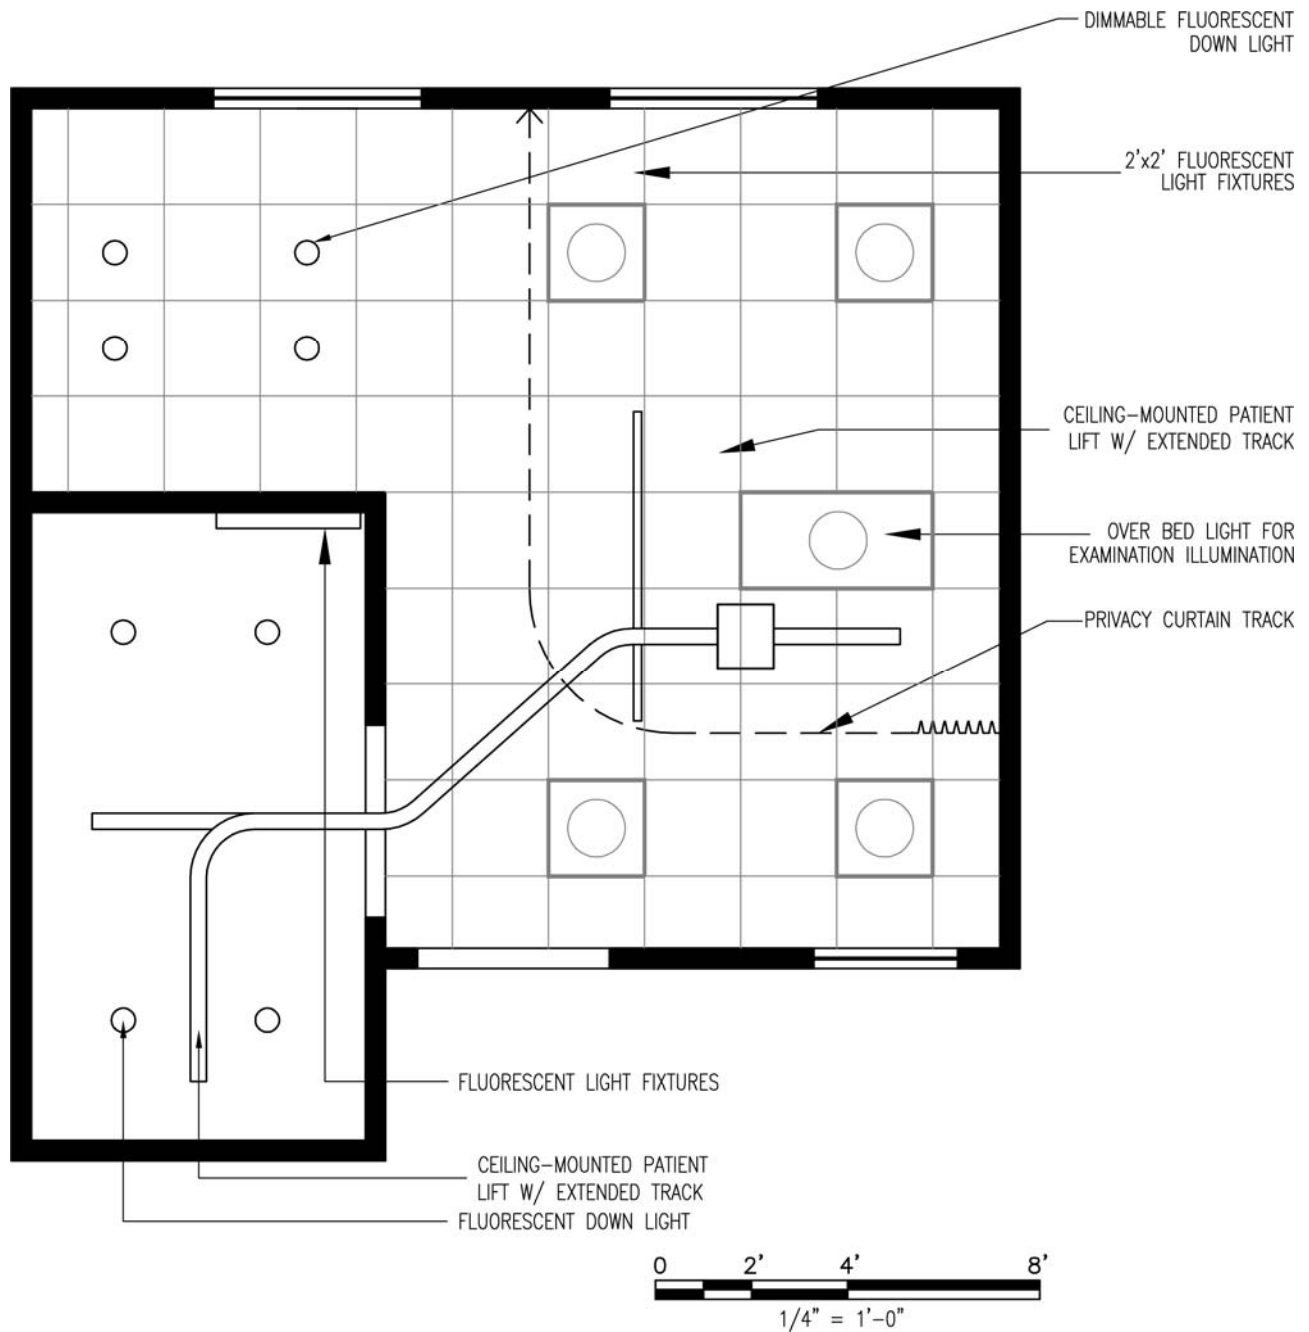 DIMMABLE FLUORESCENT
DOWN LIGHT
2'x2' FLUORESCENT
LIGHT FIXTURES
CEILING-MOUNTED PATIENT
LIFT W/ EXTENDED TRACK
OVER BED LIGHT FOR
EXAMINATION ILLUMINATION
PRIVACY CURTAIN TRACK
FLUORESCENT LIGHT FIXTURES
CEILING-MOUNTED PATIENT
LIFT W/ EXTENDED TRACK
FLUORESCENT DOWN LIGHT
0 2' 4' 8'
1/4" = 1'-0"